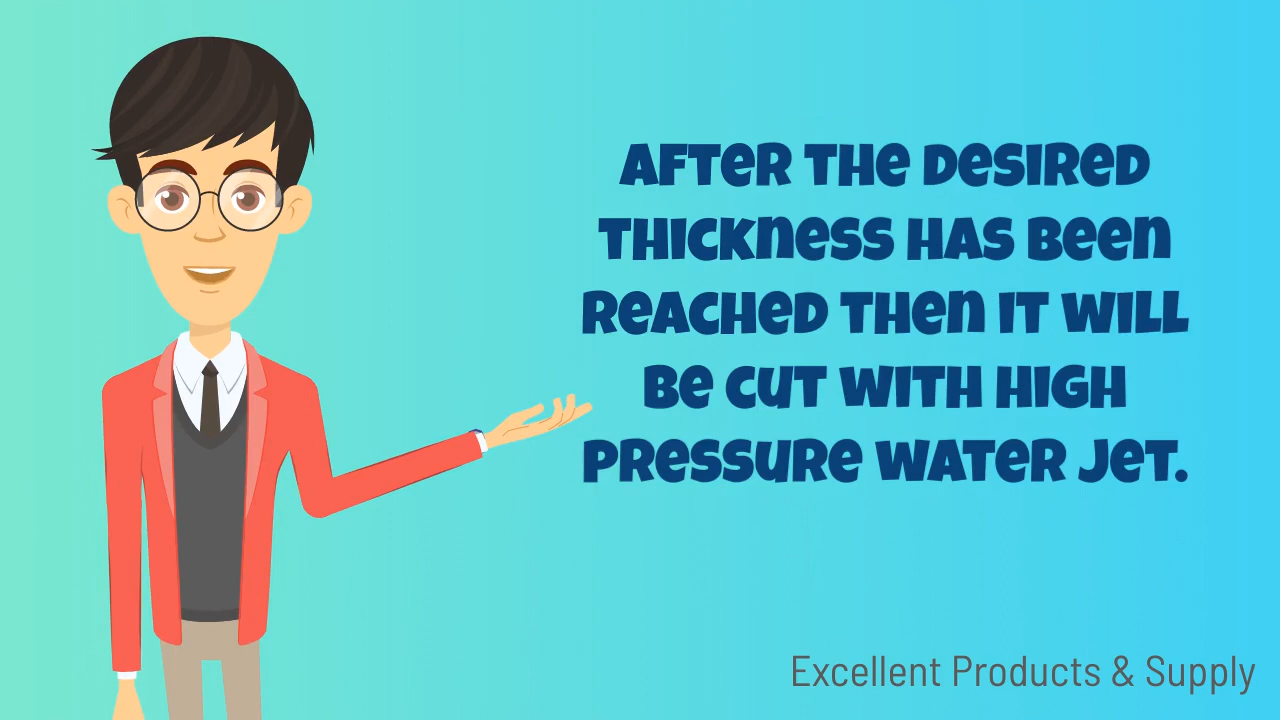 AFTER THE DESIRED
THICKNESS HAS BEEN
REACHED THEN IT WILL
BE CUT WITH HIGH
PRESSURE WATER JET.
Excellent Products & Supply